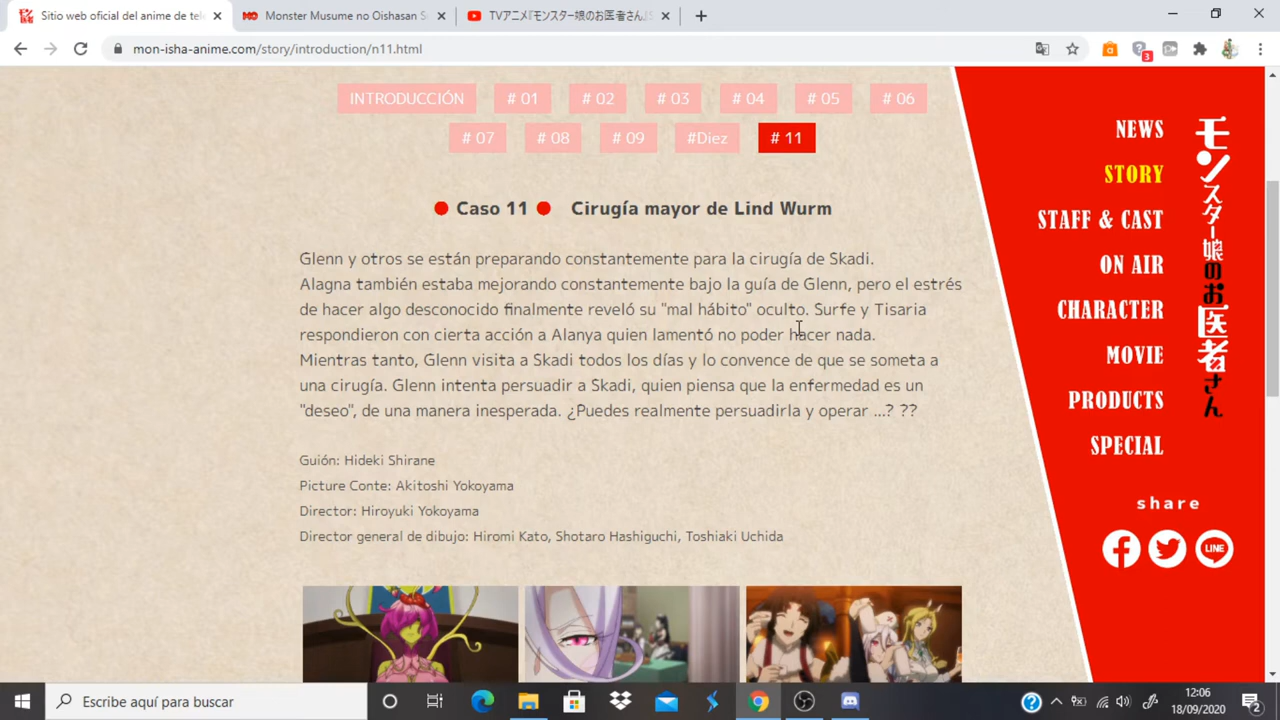 Sitio web oficial del anime de tel
Monster Musume no Oishasan S
TVアニメ『モンスター娘のお医者さん』S
mon-isha-anime.com/story/introduction/n11.html
3
INTRODUCCIÓN
# 01
# 02
# 03
# 04
# 05
# 06
# 07
# 08
# 09
#Diez
# 11
Caso 11
Cirugía mayor de Lind Wurm
Glenn y otros se están preparando constantemente para la cirugía de Skadi.
Alagna también estaba mejorando constantemente bajo la guía de Glenn, pero el estrés
de hacer algo desconocido finalmente reveló su "mal hábito" oculto. Surfe y Tisaria
respondieron con cierta acción a Alanya quien lamentó no poder hacer nada.
Mientras tanto, Glenn visita Skadi todos los días y lo convence de que se someta a
una cirugía. Glenn intenta persuadir a Skadi, quien piensa que la enfermedad es un
"deseo", de una manera inesperada. ¿Puedes realmente persuadirla y operar ...? ??
Guión: Hideki Shirane
Picture Conte: Akitoshi Yokoyama
Director: Hiroyuki Yokoyama
Director general de dibujo: Hiromi Kato, Shotaro Hashiguchi, Toshiaki Uchida
NEWS
STORY
STAFF & CAST
ON AIR
CHARACTER
MOVIE
PRODUCTS
SPECIAL
モンスター娘のお医者さん
share
LINE
Escribe aquí para buscar
12:06
18/09/2020
2